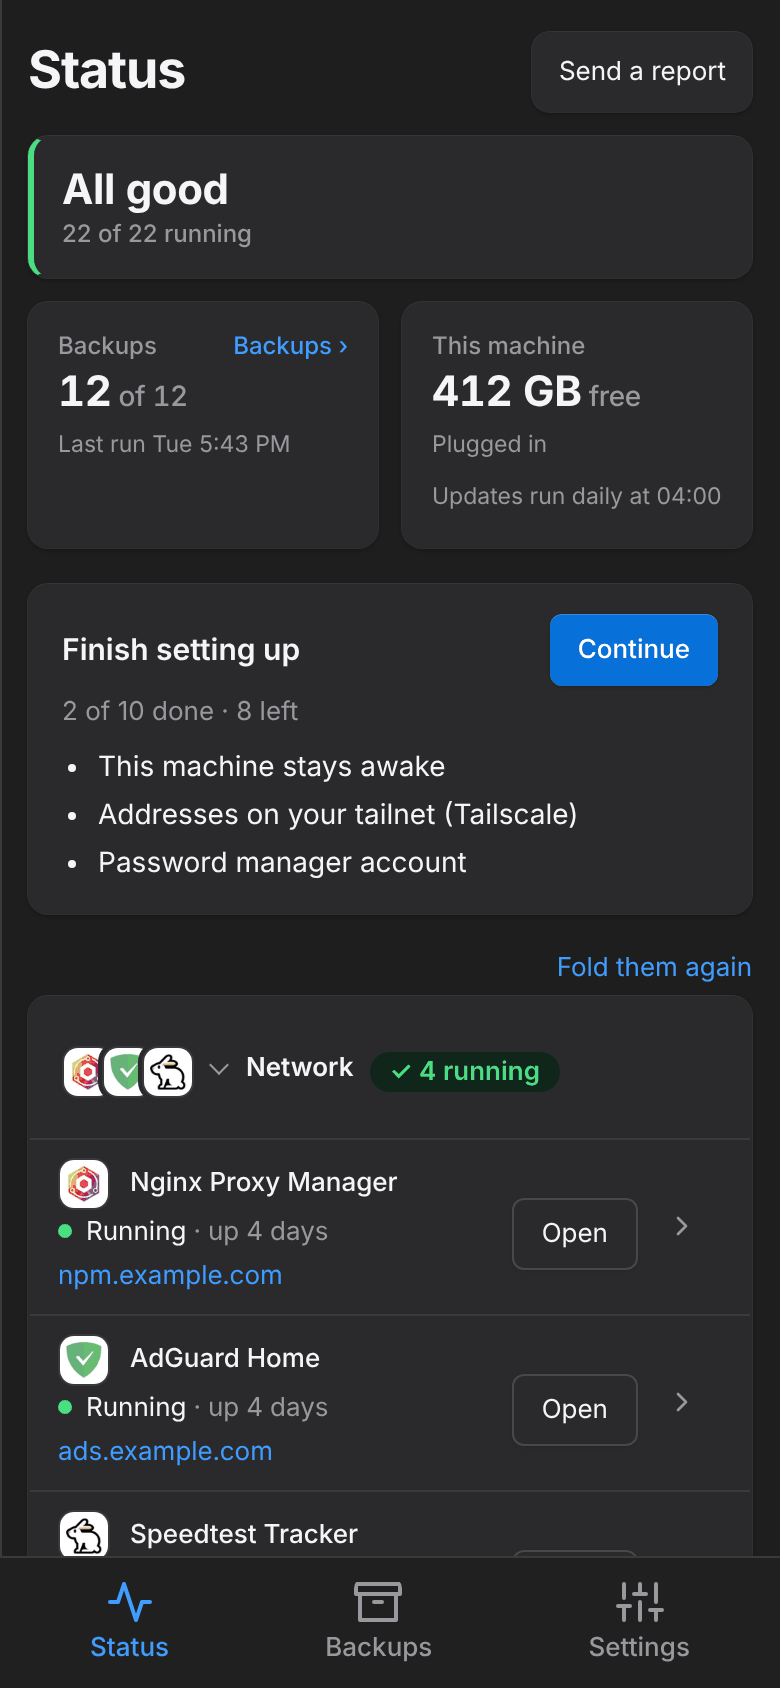 Status
Send a report
All good
22 of 22 running
Backups
Backups ›
12 of 12
Last run Tue 5:43 PM
This machine
412 GB free
Plugged in
Updates run daily at 04:00
Finish setting up
Continue
2 of 10 done · 8 left
• This machine stays awake
• Addresses on your tailnet (Tailscale)
• Password manager account
Fold them again
Network
✓ 4 running
Nginx Proxy Manager
Running · up 4 days
npm.example.com
Open
AdGuard Home
Running · up 4 days
ads.example.com
Open
Speedtest Tracker
Status
Backups
Settings